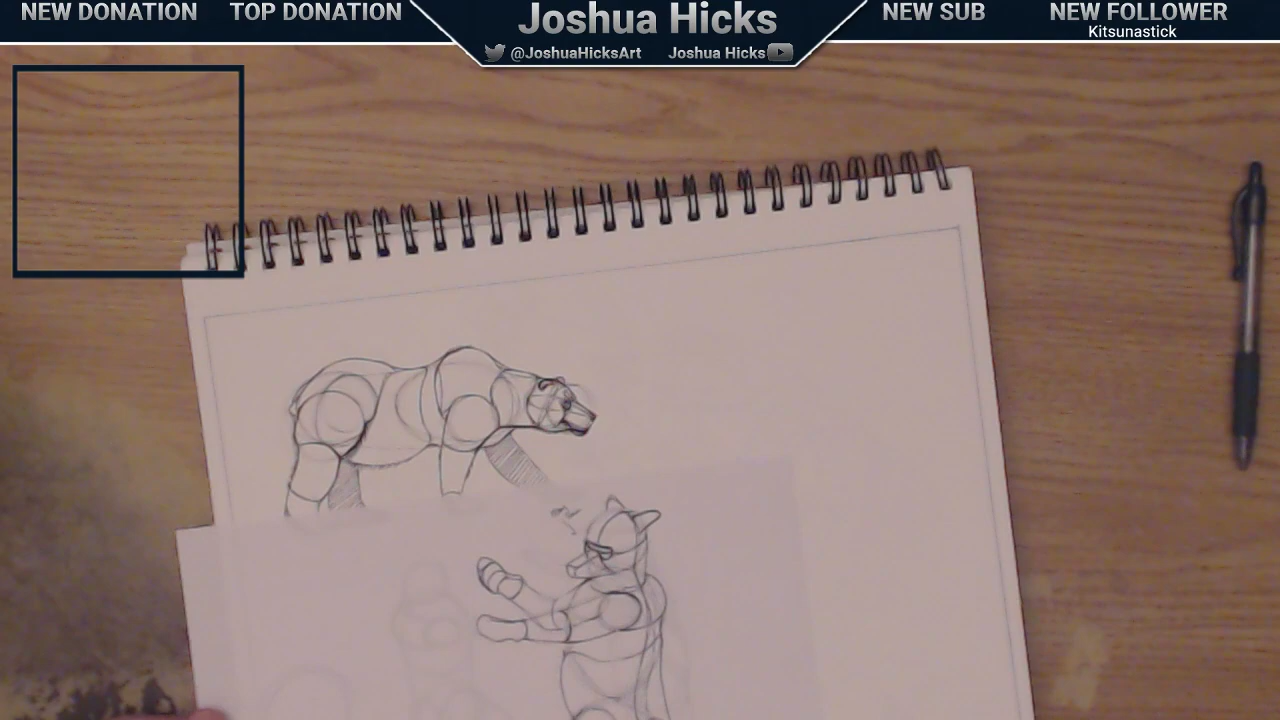 NEW DONATION
TOP DONATION
Joshua Hicks
@JoshuaHicksArt
Joshua Hicks
NEW SUB
NEW FOLLOWER
Kitsunastick